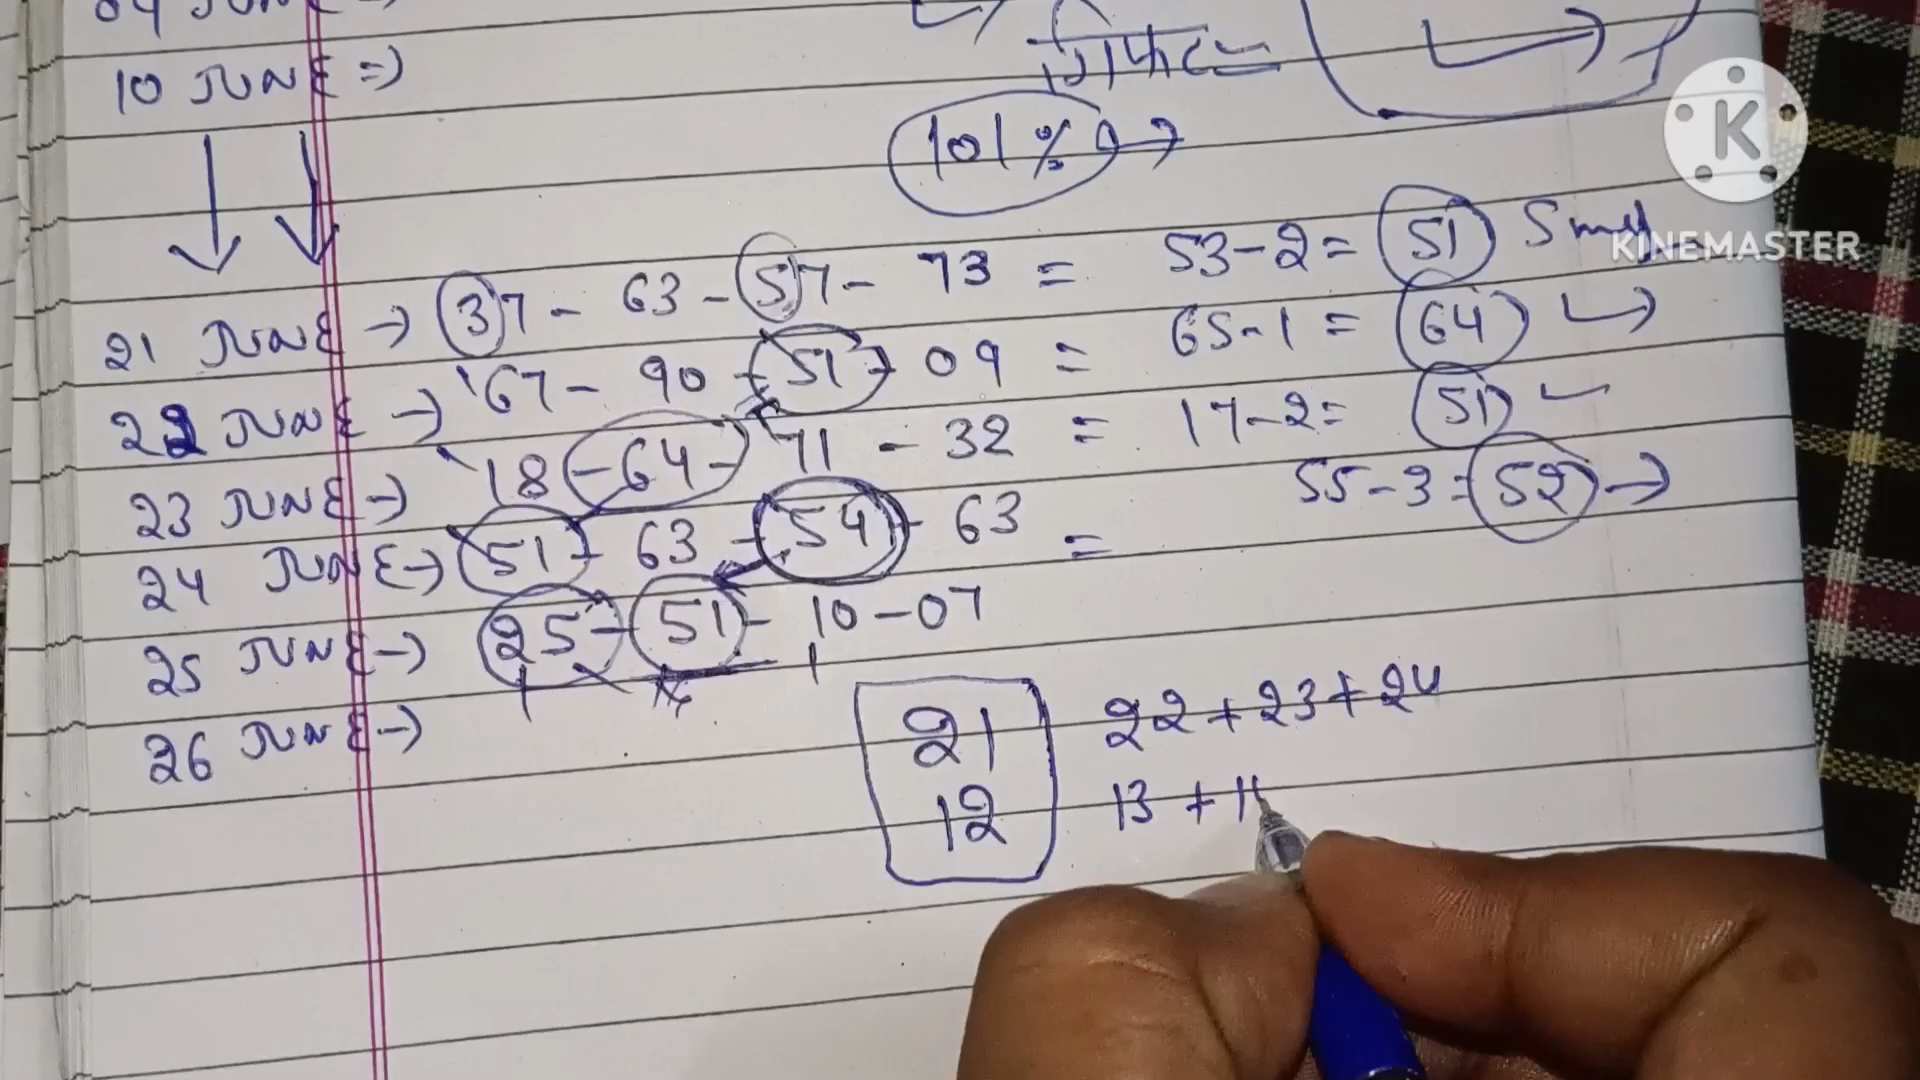 10 JUNE =>
101 %
K
KINEMASTER
21 JUNE → 37 - 63 - 57 - 73 = 53-2 = 51
22 JUNE → 67 - 90 - 51 - 09 = 65-1 = 64
23 JUNE → 18 - 64 - 71 - 32 = 17-2 = 51
24 JUNE → 51 - 63 - 54 - 63 = 55-3 = 52
25 JUNE → 25 - 51 - 10 - 07
26 JUNE →
21 22 + 23 + 24
12 13 +